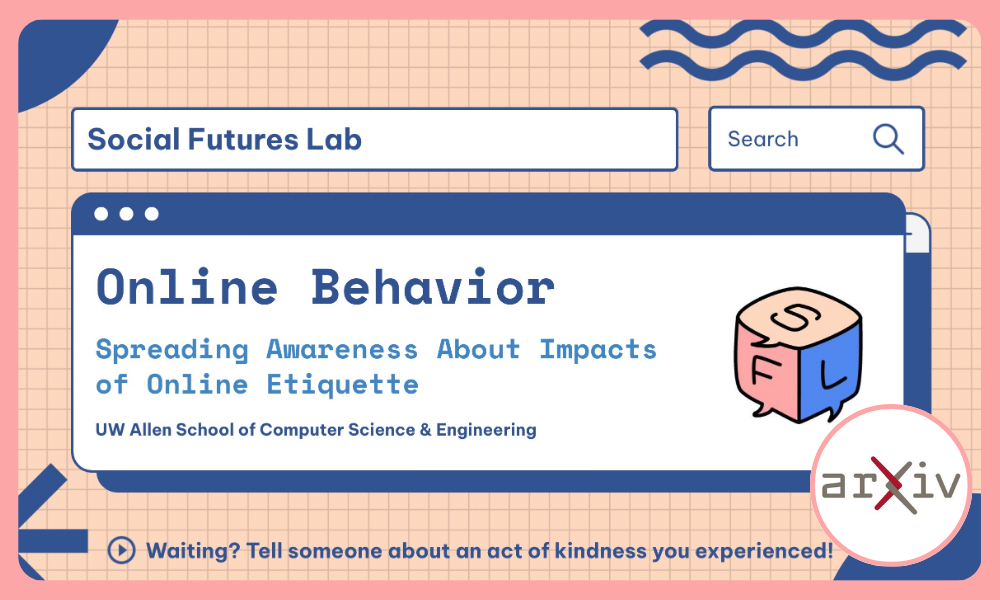 Social Futures Lab
Search
Online Behavior
Spreading Awareness About Impacts
of Online Etiquette
UW Allen School of Computer Science & Engineering
S
F L
arXiv
Waiting? Tell someone about an act of kindness you experienced!